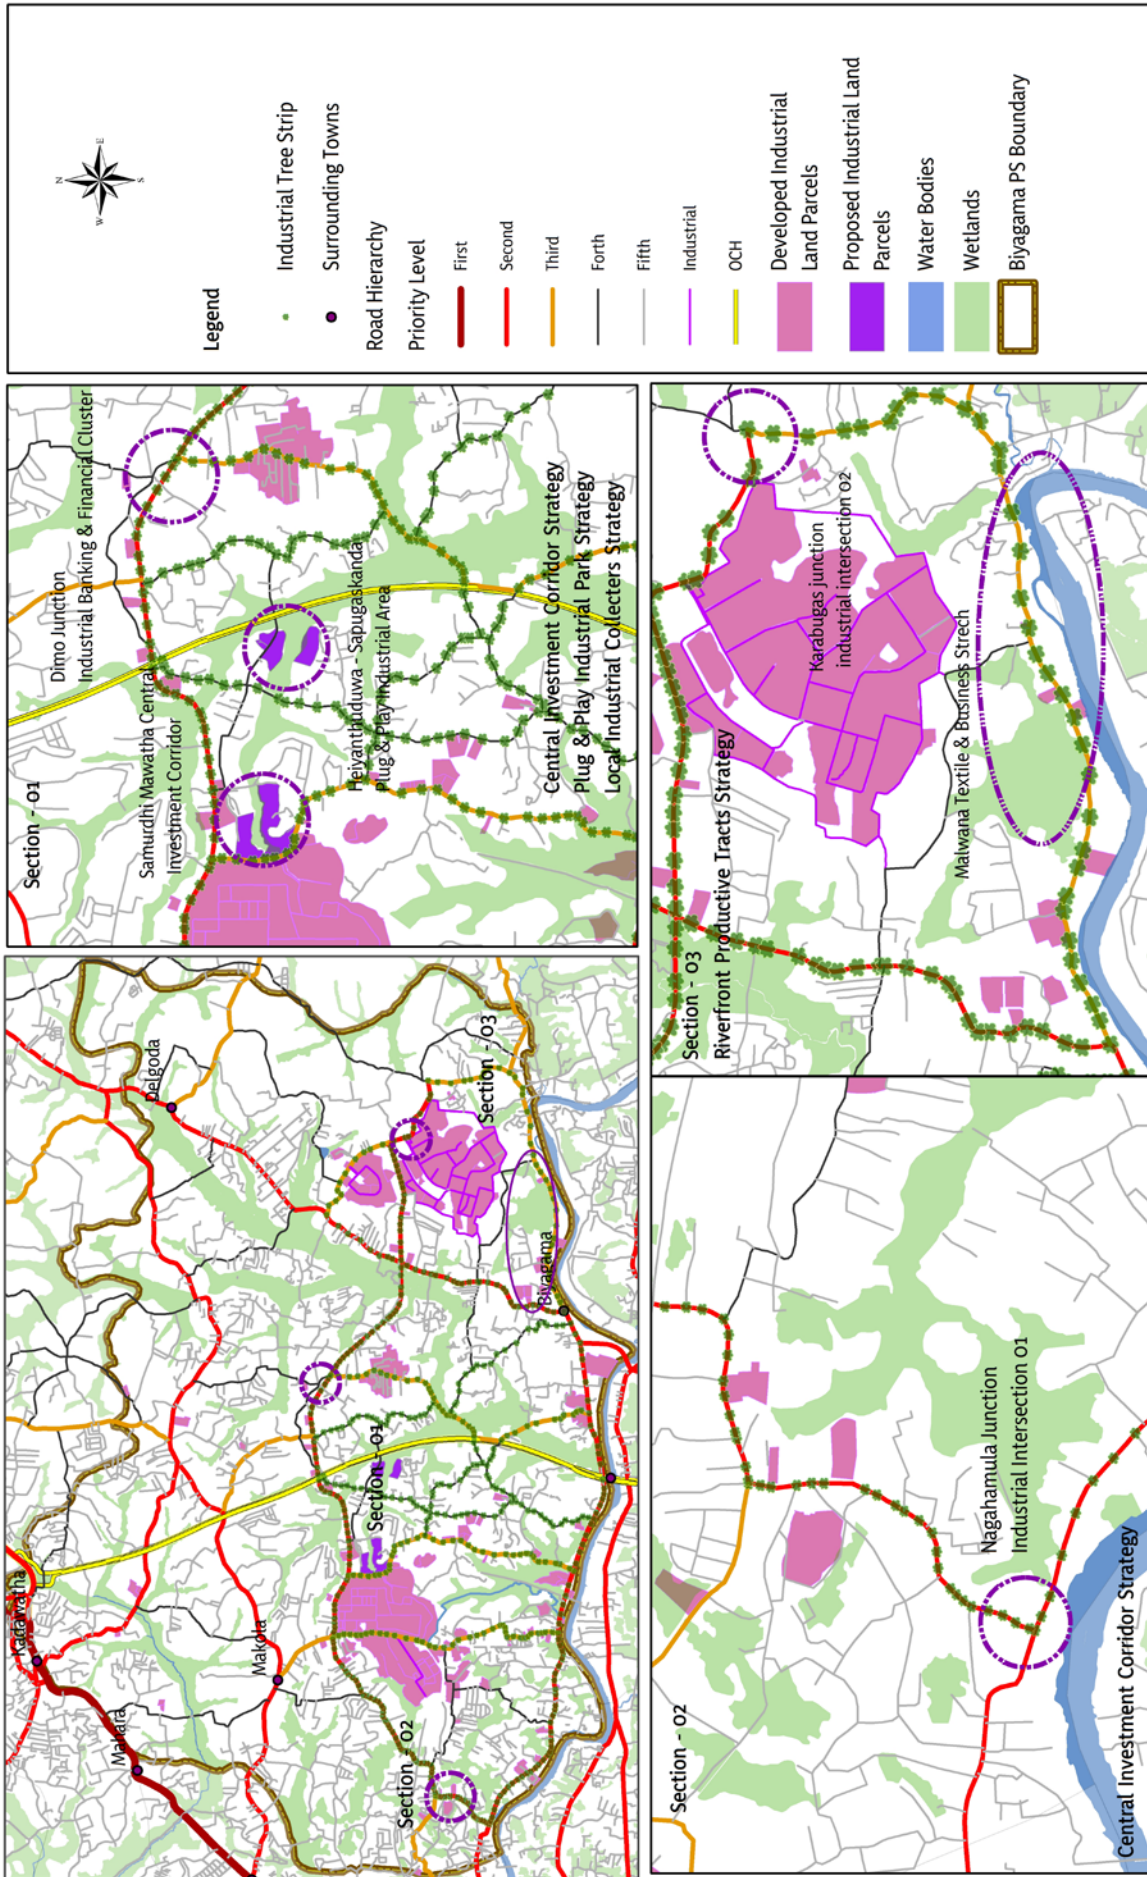 Kadawatha
Mahara
Delgoda
Makola
Section - 01
Section - 02
Section - 03
Biyagama
Section - 01
Dimo Junction
Industrial Banking & Financial Cluster
Samurdhi Mawatha Central
Investment Corridor
Heiyanthuduwa - Sapugaskanda
Plug & Play Industrial Area
Central Investment Corridor Strategy
Plug & Play Industrial Park Strategy
Local Industrial Collecters Strategy
Section - 02
Nagahamula Junction
Industrial Intersection 01
Central Investment Corridor Strategy
Section - 03
Riverfront Productive Tracts Strategy
Karabugas junction
industrial intersection 02
Malwana Textile & Business Strech
N
W
E
S
Legend
Industrial Tree Strip
Surrounding Towns
Road Hierarchy
Priority Level
First
Second
Third
Forth
Fifth
Industrial
OCH
Developed Industrial
Land Parcels
Proposed Industrial Land
Parcels
Water Bodies
Wetlands
Biyagama PS Boundary